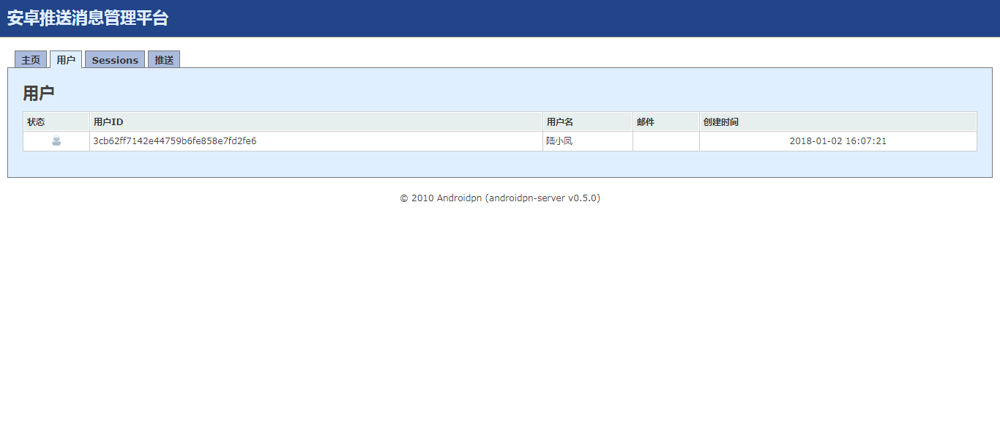 安卓推送消息管理平台
主页 用户 Sessions 推送
用户
状态 用户ID 用户名 邮件 创建时间
3cb62ff7142e44759b6fe858e7fd2fe6 陆小凤 2018-01-02 16:07:21
© 2010 Androidpn (androidpn-server v0.5.0)